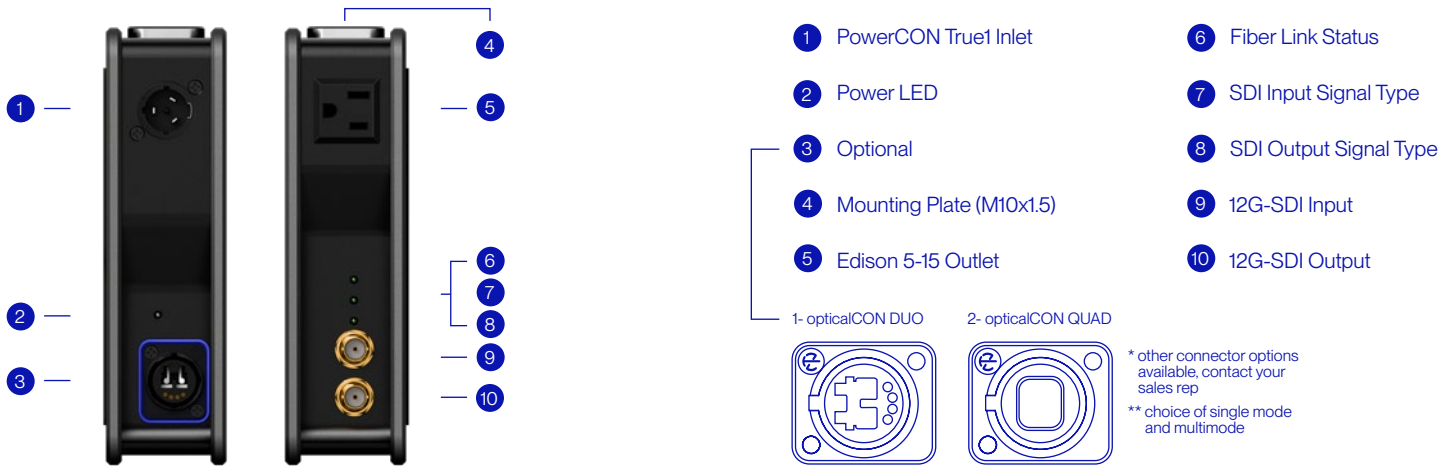 1
2
3
4
5
6
7
8
9
10
1 PowerCON True1 Inlet
2 Power LED
3 Optional
4 Mounting Plate (M10x1.5)
5 Edison 5-15 Outlet
6 Fiber Link Status
7 SDI Input Signal Type
8 SDI Output Signal Type
9 12G-SDI Input
10 12G-SDI Output
1- opticalCON DUO
2- opticalCON QUAD
* other connector options
available, contact your
sales rep
** choice of single mode
and multimode